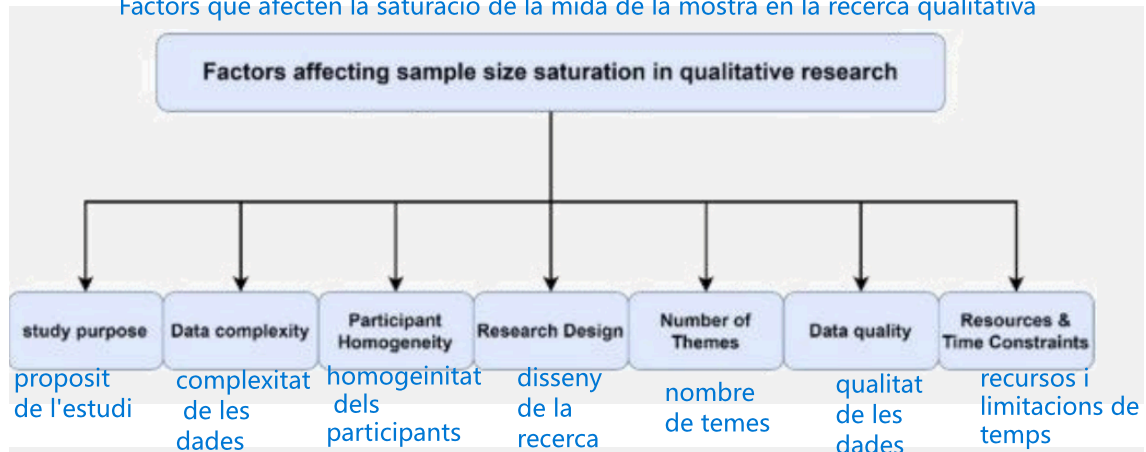 Factors que afecten la saturació de la mida de la mostra en la recerca qualitativa
Factors affecting sample size saturation in qualitative research
study purpose
Data complexity
Participant
Homogeneity
Research Design
Number of
Themes
Data quality
Resources &
Time Constraints
proposit
de l'estudi
complexitat
de les
dades
homogeinitat
dels
participants
disseny
de la
recerca
nombre
de temes
qualitat
de les
dades
recursos i
limitacions de
temps